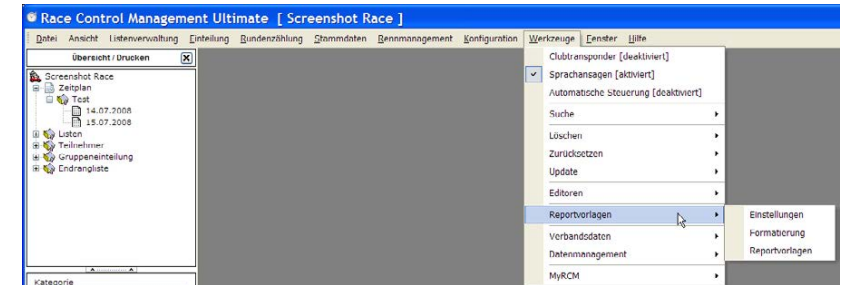 Race Control Management Ultimate [ Screenshot Race ]
Datei Ansicht Listenverwaltung Einteilung Rundenzählung Stammdaten Rennmanagement Konfiguration Werkzeuge Fenster Hilfe
Übersicht / Drucken
Screenshot Race
Zeitplan
Test
14.07.2008
15.07.2008
Listen
Teilnehmer
Gruppeneinteilung
Endrangliste
Kategorie
Clubtransponder [deaktiviert]
Sprachansagen [aktiviert]
Automatische Steuerung [deaktiviert]
Suche
Löschen
Zurücksetzen
Update
Editoren
Reportvorlagen
Verbandsdaten
Datenmanagement
MyRCM
Einstellungen
Formatierung
Reportvorlagen